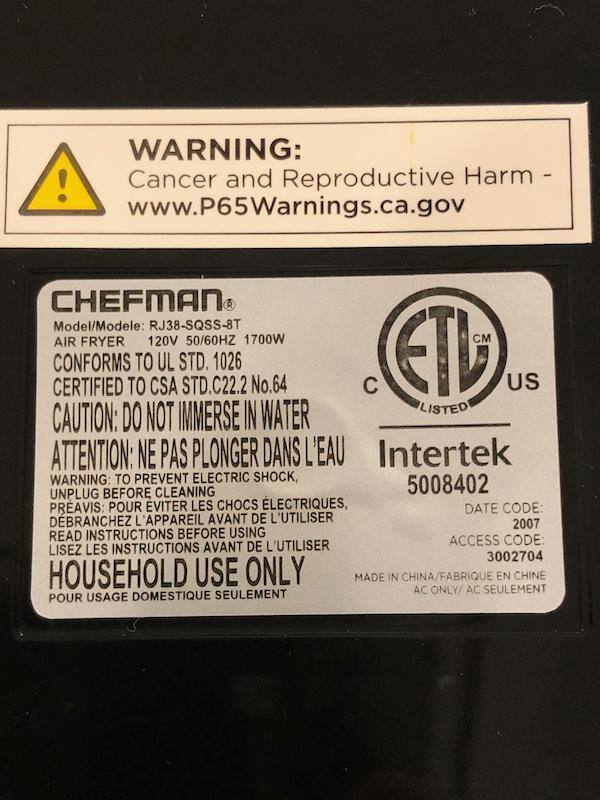 WARNING:
Cancer and Reproductive Harm -
www.P65Warnings.ca.gov
CHEFMAN®
Model/Modele: RJ38-SQSS-8T
AIR FRYER 120V 50/60HZ 1700W
CONFORMS TO UL STD. 1026
CERTIFIED TO CSA STD.C22.2 No.64
CAUTION: DO NOT IMMERSE IN WATER
ATTENTION: NE PAS PLONGER DANS L'EAU
WARNING: TO PREVENT ELECTRIC SHOCK,
UNPLUG BEFORE CLEANING
PRÉAVIS: POUR ÉVITER LES CHOCS ÉLECTRIQUES,
DÉBRANCHEZ L'APPAREIL AVANT DE L'UTILISER
READ INSTRUCTIONS BEFORE USING
LISEZ LES INSTRUCTIONS AVANT DE L'UTILISER
HOUSEHOLD USE ONLY
POUR USAGE DOMESTIQUE SEULEMENT
ETL CM
C LISTED US
Intertek
5008402
DATE CODE:
2007
ACCESS CODE:
3002704
MADE IN CHINA/FABRIQUE EN CHINE
AC ONLY/ AC SEULEMENT